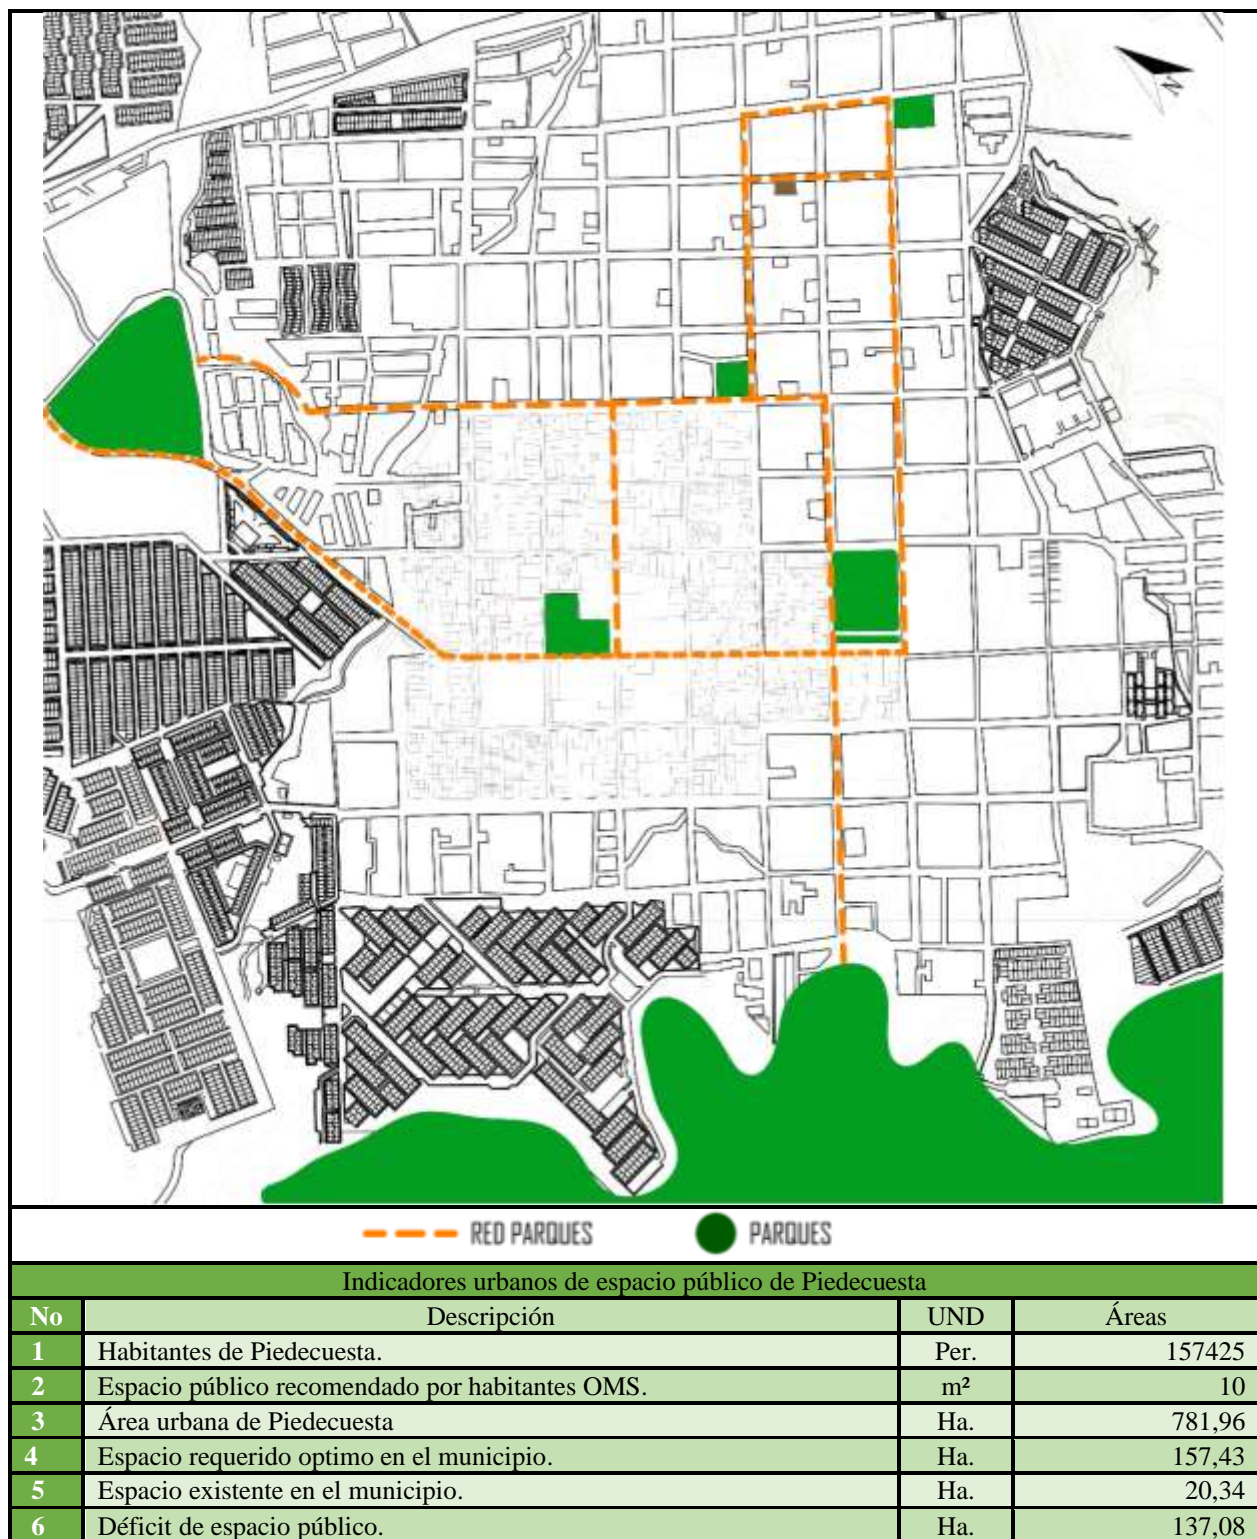 N
RED PARQUES PARQUES
Indicadores urbanos de espacio público de Piedecuesta
No Descripción UND Áreas
1 Habitantes de Piedecuesta. Per. 157425
2 Espacio público recomendado por habitantes OMS. m² 10
3 Área urbana de Piedecuesta Ha. 781,96
4 Espacio requerido optimo en el municipio. Ha. 157,43
5 Espacio existente en el municipio. Ha. 20,34
6 Déficit de espacio público. Ha. 137,08